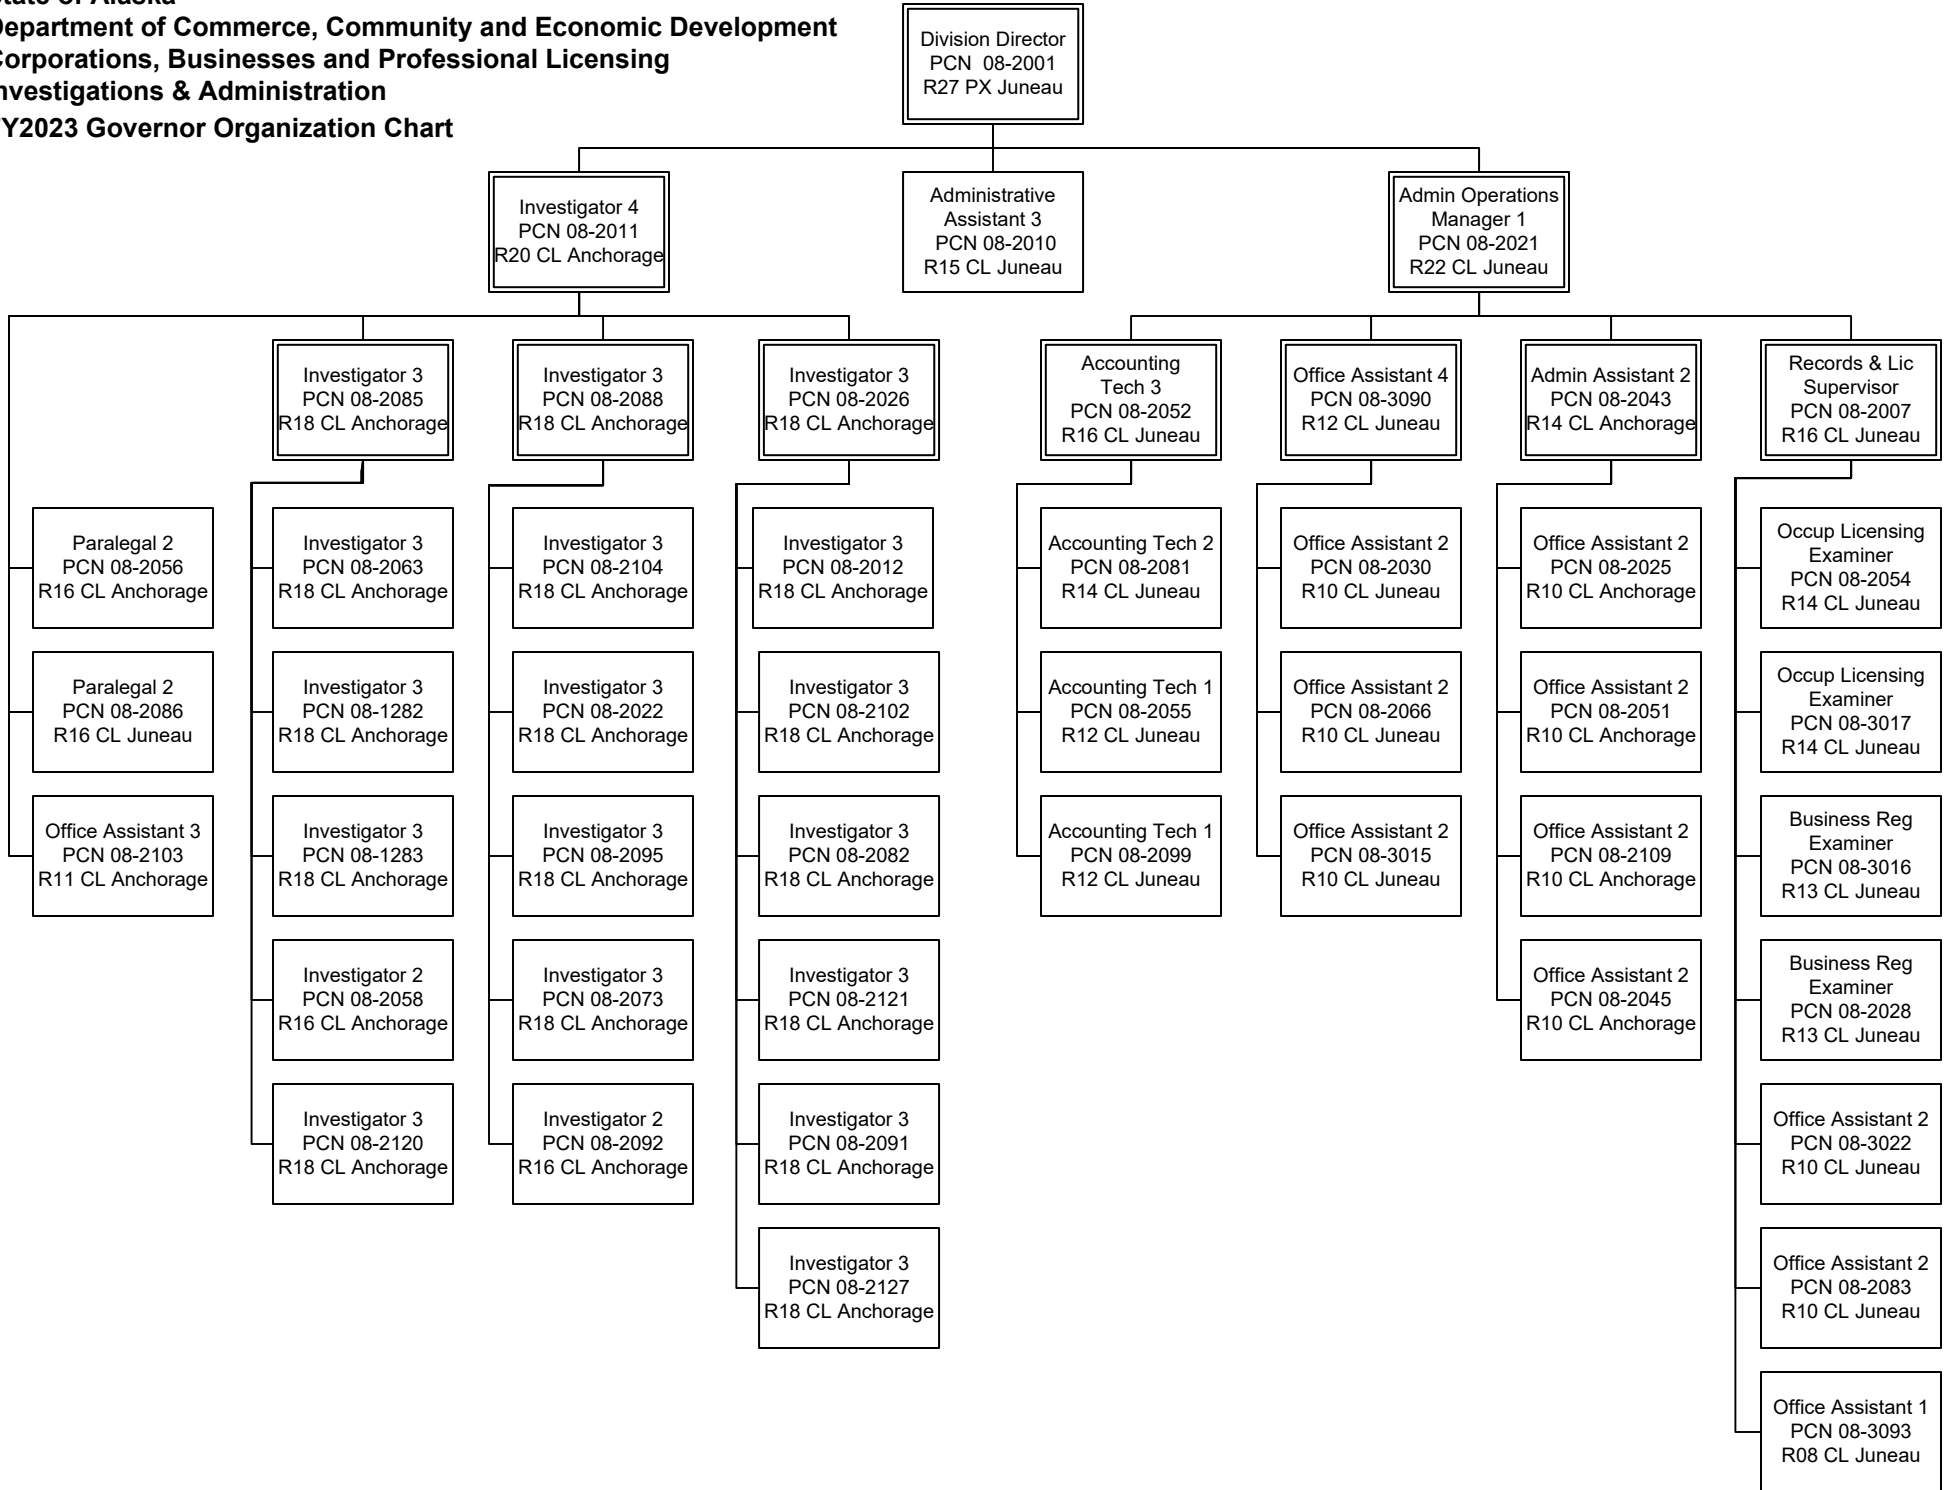 State of Alaska
Department of Commerce, Community and Economic Development
Corporations, Businesses and Professional Licensing
nvestigations & Administration
Y2023 Governor Organization Chart
Division Director
PCN 08-2001
R27 PX Juneau
Investigator 4
PCN 08-2011
R20 CL Anchorage
Administrative
Assistant 3
PCN 08-2010
R15 CL Juneau
Admin Operations
Manager 1
PCN 08-2021
R22 CL Juneau
Investigator 3
PCN 08-2085
R18 CL Anchorage
Investigator 3
PCN 08-2088
R18 CL Anchorage
Investigator 3
PCN 08-2026
R18 CL Anchorage
Accounting
Tech 3
PCN 08-2052
R16 CL Juneau
Office Assistant 4
PCN 08-3090
R12 CL Juneau
Admin Assistant 2
PCN 08-2043
R14 CL Anchorage
Records & Lic
Supervisor
PCN 08-2007
R16 CL Juneau
Paralegal 2
PCN 08-2056
R16 CL Anchorage
Investigator 3
PCN 08-2063
R18 CL Anchorage
Investigator 3
PCN 08-2104
R18 CL Anchorage
Investigator 3
PCN 08-2012
R18 CL Anchorage
Accounting Tech 2
PCN 08-2081
R14 CL Juneau
Office Assistant 2
PCN 08-2030
R10 CL Juneau
Office Assistant 2
PCN 08-2025
R10 CL Anchorage
Occup Licensing
Examiner
PCN 08-2054
R14 CL Juneau
Paralegal 2
PCN 08-2086
R16 CL Juneau
Investigator 3
PCN 08-1282
R18 CL Anchorage
Investigator 3
PCN 08-2022
R18 CL Anchorage
Investigator 3
PCN 08-2102
R18 CL Anchorage
Accounting Tech 1
PCN 08-2055
R12 CL Juneau
Office Assistant 2
PCN 08-2066
R10 CL Juneau
Office Assistant 2
PCN 08-2051
R10 CL Anchorage
Occup Licensing
Examiner
PCN 08-3017
R14 CL Juneau
Office Assistant 3
PCN 08-2103
R11 CL Anchorage
Investigator 3
PCN 08-1283
R18 CL Anchorage
Investigator 3
PCN 08-2095
R18 CL Anchorage
Investigator 3
PCN 08-2082
R18 CL Anchorage
Accounting Tech 1
PCN 08-2099
R12 CL Juneau
Office Assistant 2
PCN 08-3015
R10 CL Juneau
Office Assistant 2
PCN 08-2109
R10 CL Anchorage
Business Reg
Examiner
PCN 08-3016
R13 CL Juneau
Investigator 2
PCN 08-2058
R16 CL Anchorage
Investigator 3
PCN 08-2073
R18 CL Anchorage
Investigator 3
PCN 08-2121
R18 CL Anchorage
Office Assistant 2
PCN 08-2045
R10 CL Anchorage
Business Reg
Examiner
PCN 08-2028
R13 CL Juneau
Investigator 3
PCN 08-2120
R18 CL Anchorage
Investigator 2
PCN 08-2092
R16 CL Anchorage
Investigator 3
PCN 08-2091
R18 CL Anchorage
Office Assistant 2
PCN 08-3022
R10 CL Juneau
Investigator 3
PCN 08-2127
R18 CL Anchorage
Office Assistant 2
PCN 08-2083
R10 CL Juneau
Office Assistant 1
PCN 08-3093
R08 CL Juneau